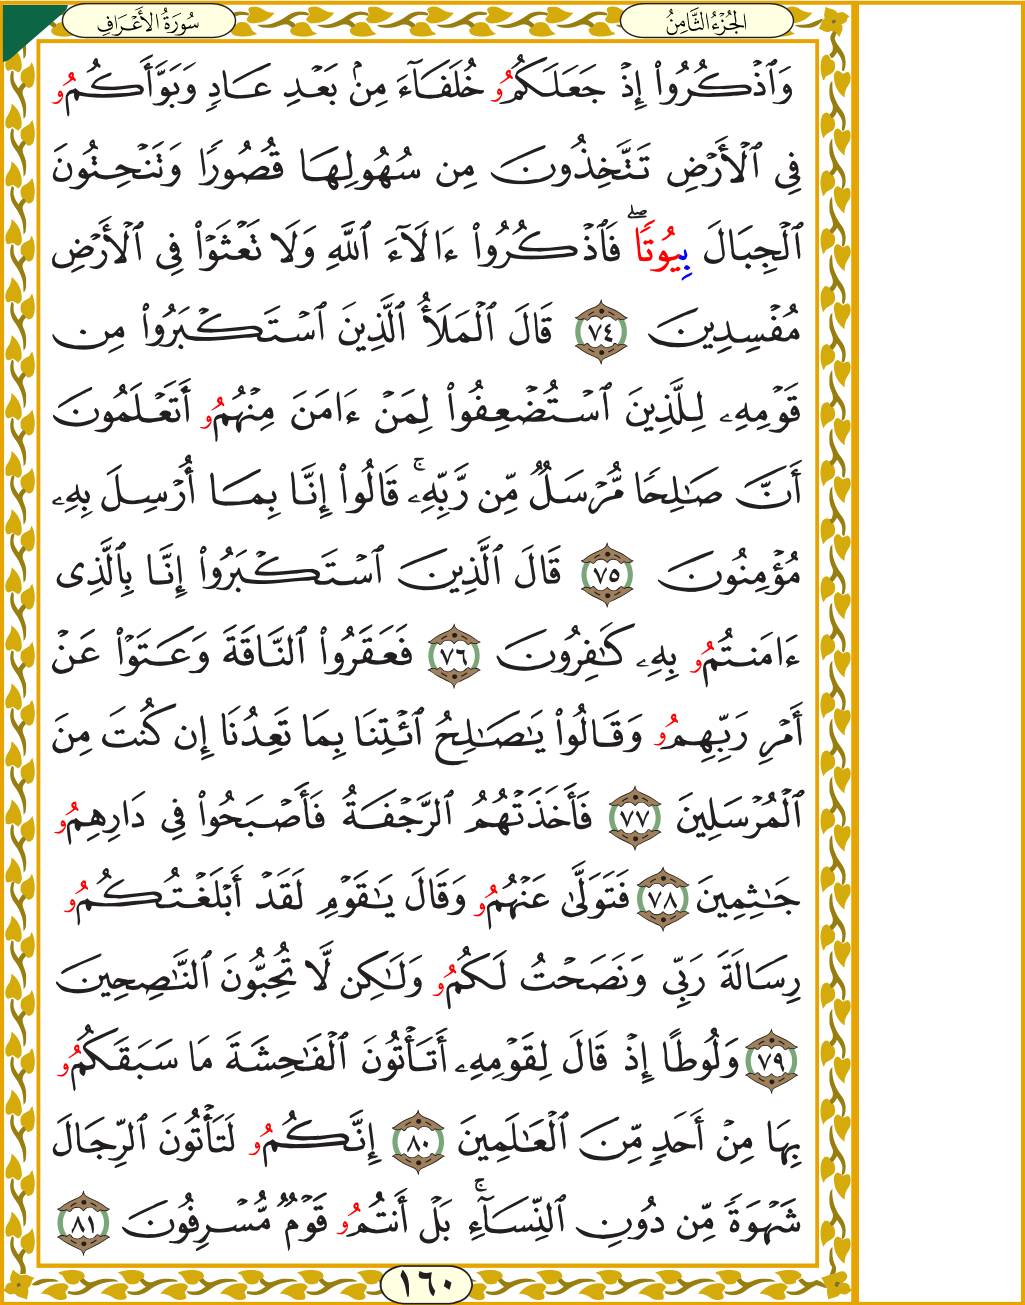 سُورَةُ الأَعْرَافِ
الجُزْءُ الثَّامِنُ
وَٱذۡكُرُواْ إِذۡ جَعَلَكُمُۥ خُلَفَآءَ مِنۢ بَعۡدِ عَادٖ وَبَوَّأَكُمُۥ
فِي ٱلۡأَرۡضِ تَتَّخِذُونَ مِن سُهُولِهَا قُصُورٗا وَتَنۡحِتُونَ
ٱلۡجِبَالَ بِيُوتٗاۖ فَٱذۡكُرُواْ ءَالَآءَ ٱللَّهِ وَلَا تَعۡثَوۡاْ فِي ٱلۡأَرۡضِ
مُفۡسِدِينَ ٧٤ قَالَ ٱلۡمَلَأُ ٱلَّذِينَ ٱسۡتَكۡبَرُواْ مِن
قَوۡمِهِۦ لِلَّذِينَ ٱسۡتُضۡعِفُواْ لِمَنۡ ءَامَنَ مِنۡهُمُۥ أَتَعۡلَمُونَ
أَنَّ صَٰلِحٗا مُّرۡسَلٞ مِّن رَّبِّهِۦۚ قَالُواْ إِنَّا بِمَا أُرۡسِلَ بِهِۦ
مُؤۡمِنُونَ ٧٥ قَالَ ٱلَّذِينَ ٱسۡتَكۡبَرُواْ إِنَّا بِٱلَّذِي
ءَامَنتُمُۥ بِهِۦ كَٰفِرُونَ ٧٦ فَعَقَرُواْ ٱلنَّاقَةَ وَعَتَوۡاْ عَنۡ
أَمۡرِ رَبِّهِمُۥ وَقَالُواْ يَٰصَٰلِحُ ٱئۡتِنَا بِمَا تَعِدُنَا إِن كُنتَ مِنَ
ٱلۡمُرۡسَلِينَ ٧٧ فَأَخَذَتۡهُمُ ٱلرَّجۡفَةُ فَأَصۡبَحُواْ فِي دَارِهِمُۥ
جَٰثِمِينَ ٧٨ فَتَوَلَّىٰ عَنۡهُمُۥ وَقَالَ يَٰقَوۡمِ لَقَدۡ أَبۡلَغۡتُكُمُۥ
رِسَالَةَ رَبِّي وَنَصَحۡتُ لَكُمُۥ وَلَٰكِن لَّا تُحِبُّونَ ٱلنَّٰصِحِينَ
٧٩ وَلُوطًا إِذۡ قَالَ لِقَوۡمِهِۦ أَتَأۡتُونَ ٱلۡفَٰحِشَةَ مَا سَبَقَكُمُۥ
بِهَا مِنۡ أَحَدٖ مِّنَ ٱلۡعَٰلَمِينَ ٨٠ إِنَّكُمُۥ لَتَأۡتُونَ ٱلرِّجَالَ
شَهۡوَةٗ مِّن دُونِ ٱلنِّسَآءِۚ بَلۡ أَنتُمُۥ قَوۡمٞ مُّسۡرِفُونَ ٨١
١٦٠